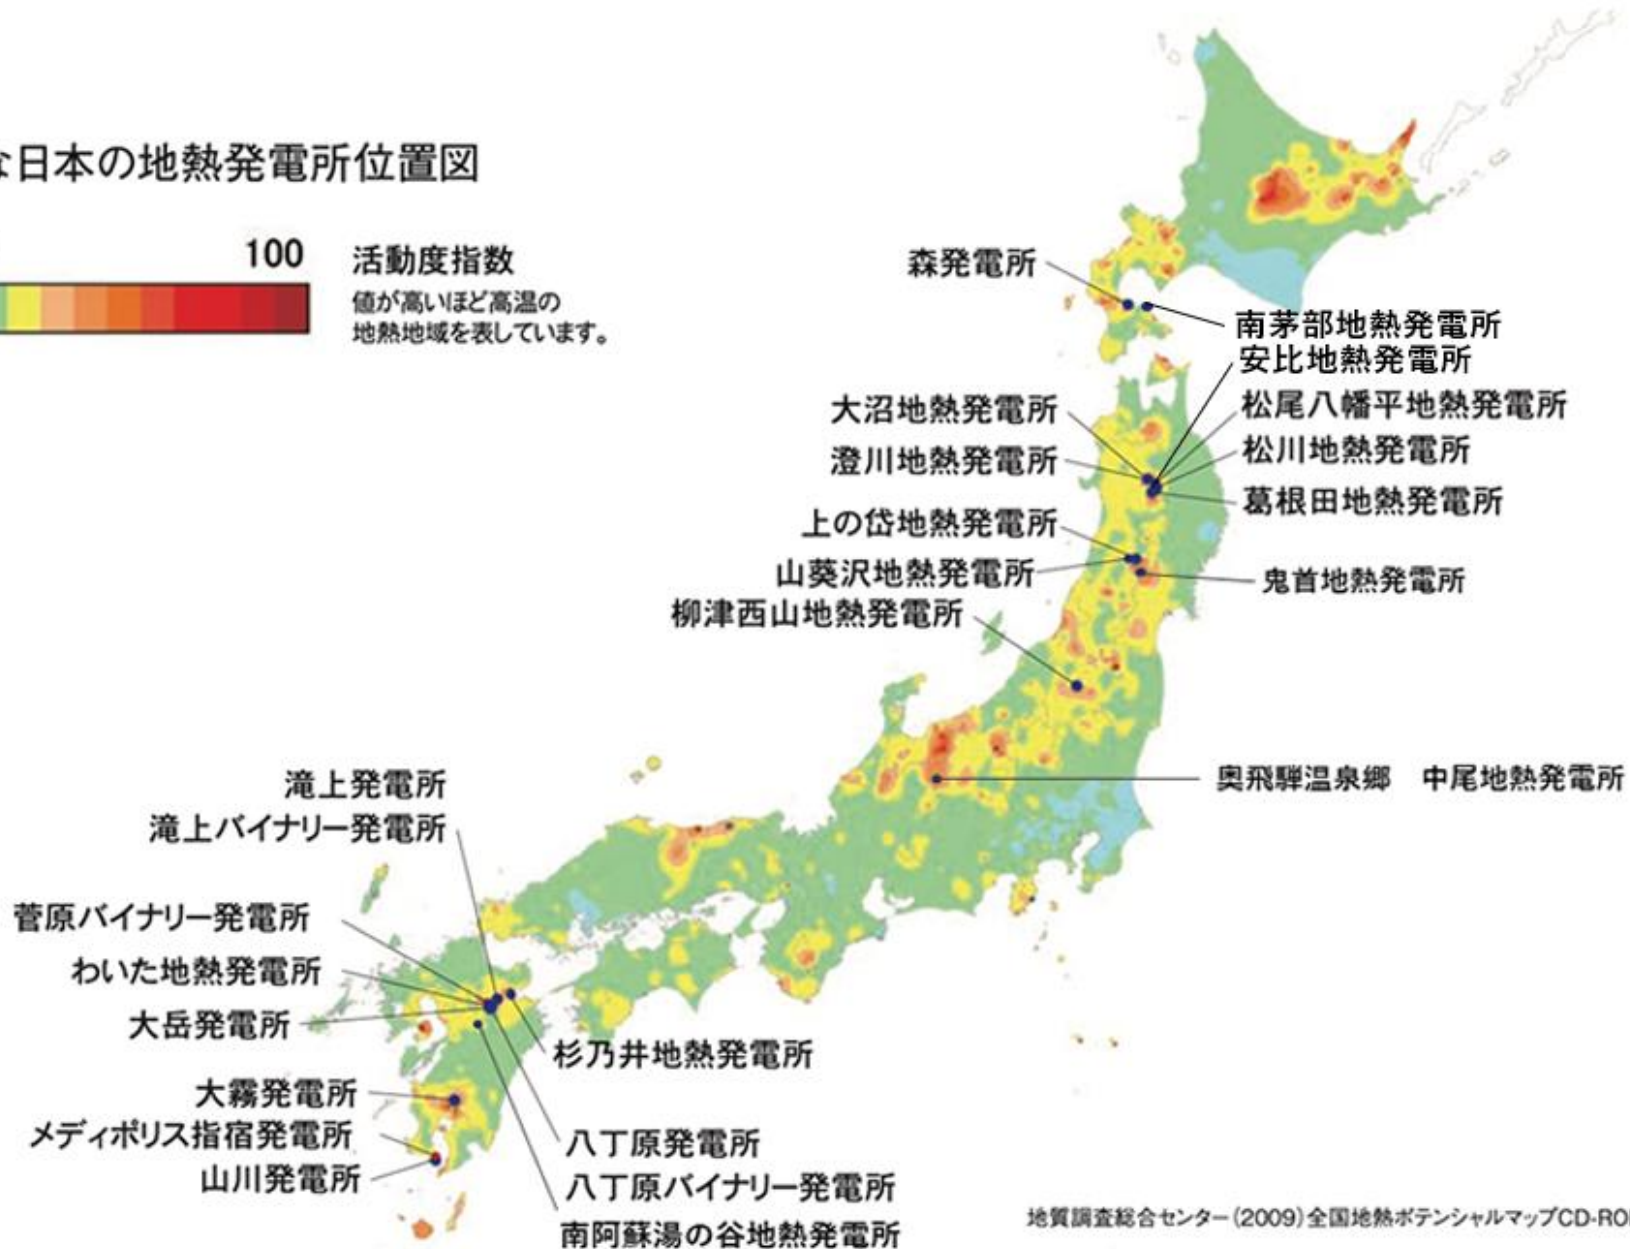 な日本の地熱発電所位置図
100
活動度指数
値が高いほど高温の
地熱地域を表しています。
森発電所
南茅部地熱発電所
安比地熱発電所
大沼地熱発電所
松尾八幡平地熱発電所
澄川地熱発電所
松川地熱発電所
葛根田地熱発電所
上の岱地熱発電所
山葵沢地熱発電所
鬼首地熱発電所
柳津西山地熱発電所
奥飛騨温泉郷 中尾地熱発電所
滝上発電所
滝上バイナリー発電所
菅原バイナリー発電所
わいた地熱発電所
大岳発電所
杉乃井地熱発電所
大霧発電所
メディポリス指宿発電所
山川発電所
八丁原発電所
八丁原バイナリー発電所
南阿蘇湯の谷地熱発電所
地質調査総合センター(2009)全国地熱ポテンシャルマップCD-RO